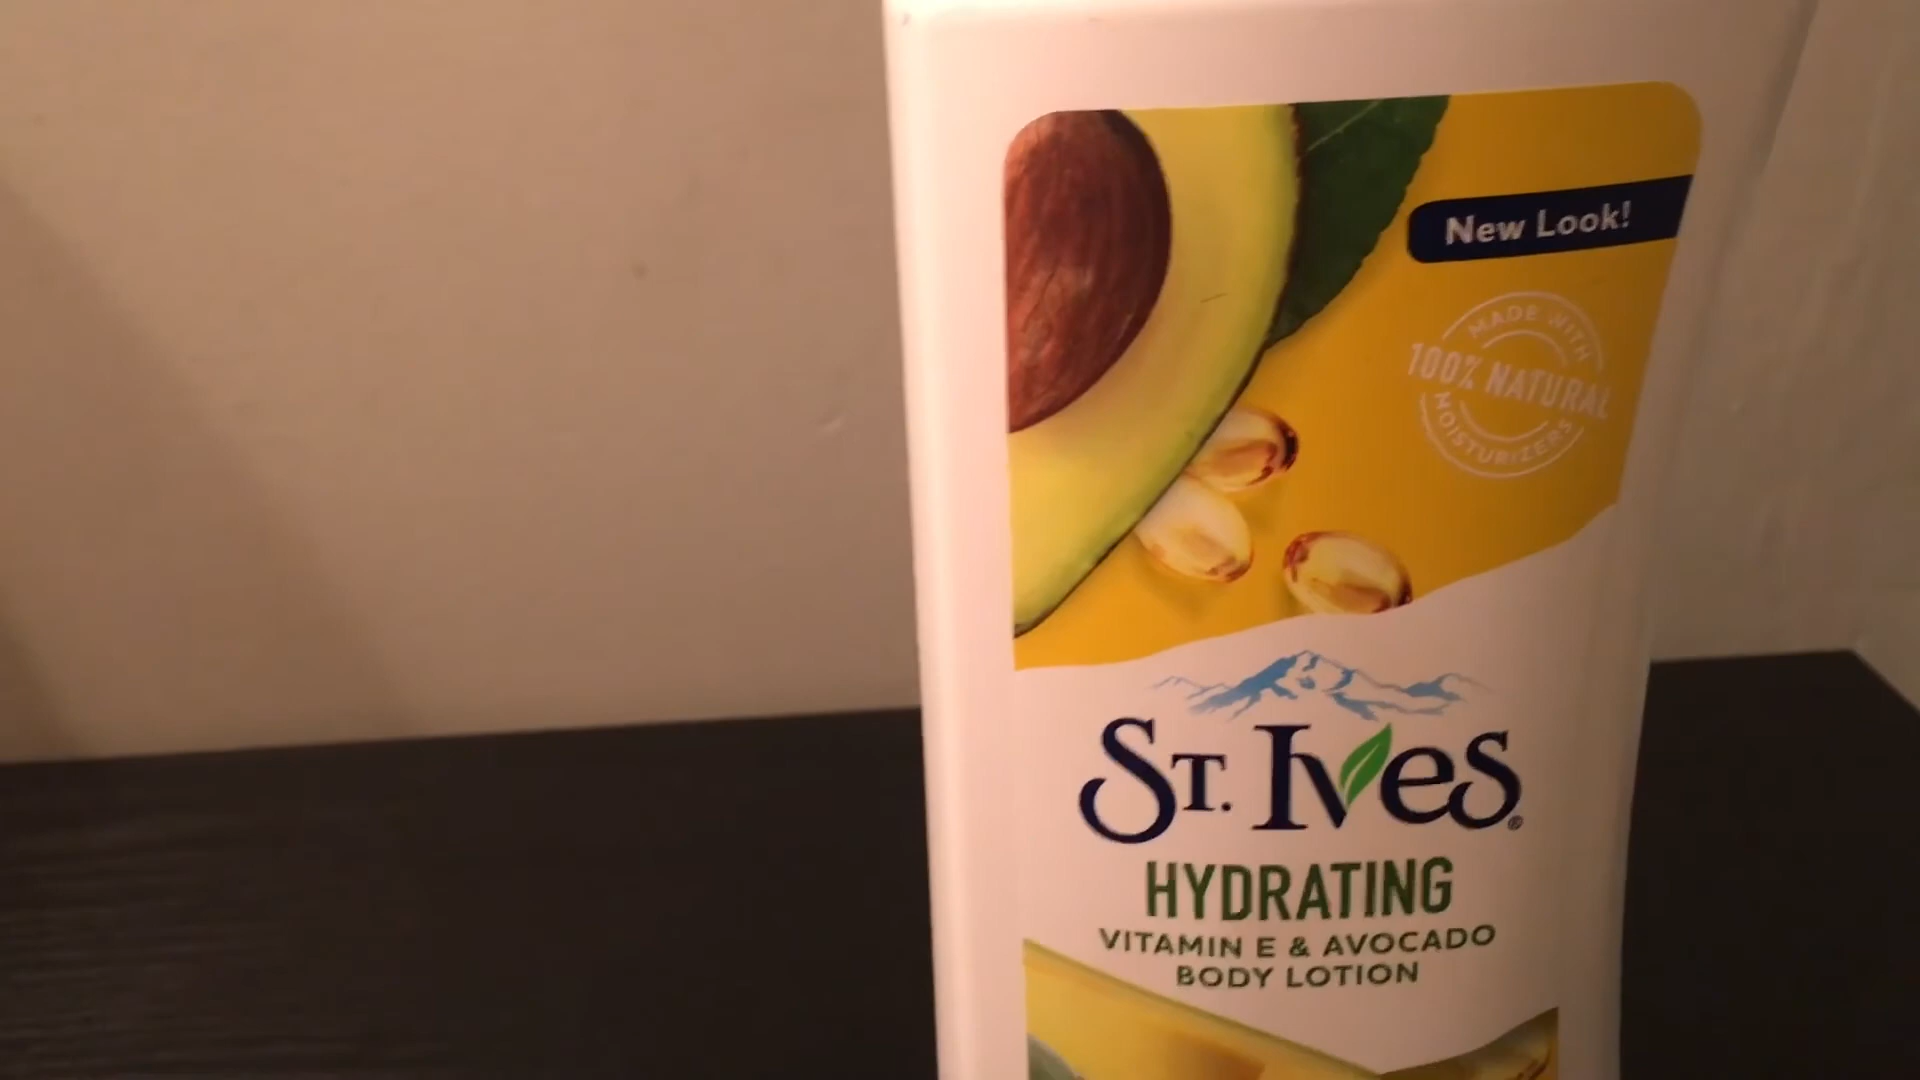 New Look!
MADE WITH
100% NATURAL
MOISTURIZERS
ST. IVES®
HYDRATING
VITAMIN E & AVOCADO
BODY LOTION